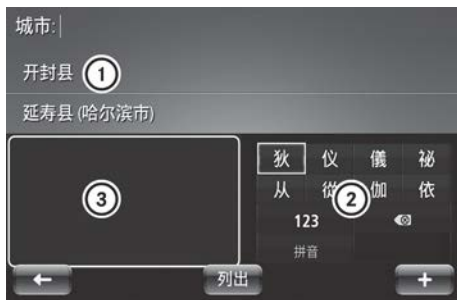 城市:
开封县 1
延寿县 (哈尔滨市)
3
狄 仪 儀 祕
从 從 伽 依
2
123
拼音
← 列出 +